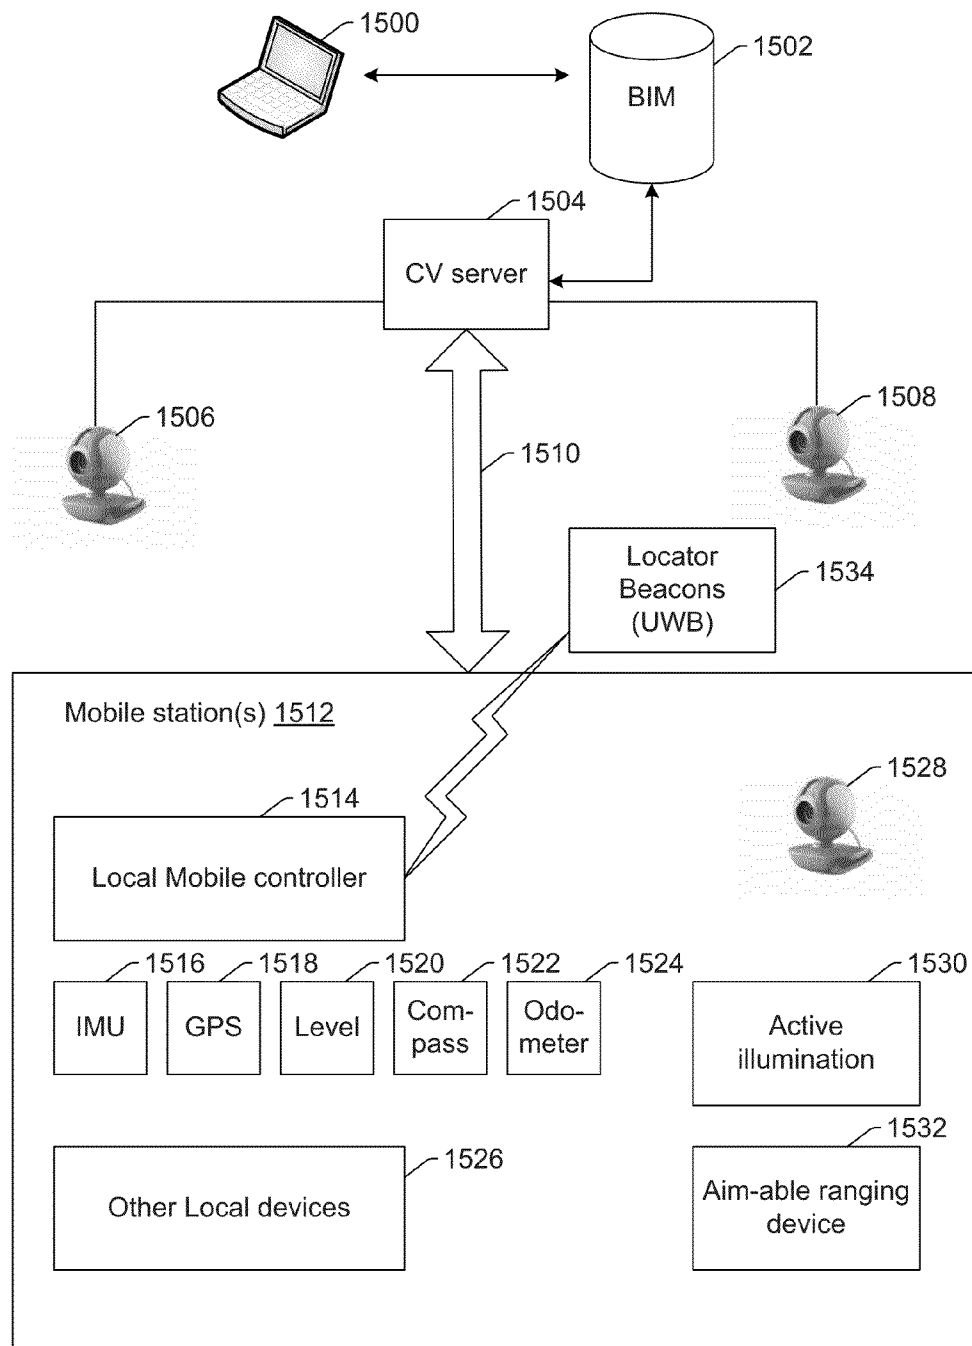 1500
1502
BIM
1504
CV server
1506
1508
1510
Locator
Beacons
(UWB)
1534
Mobile station(s) 1512
1528
1514
Local Mobile controller
1516 1518 1520 1522 1524 1530
IMU GPS Level Com-
pass Odo-
meter
Active
illumination
1526
1532
Other Local devices
Aim-able ranging
device